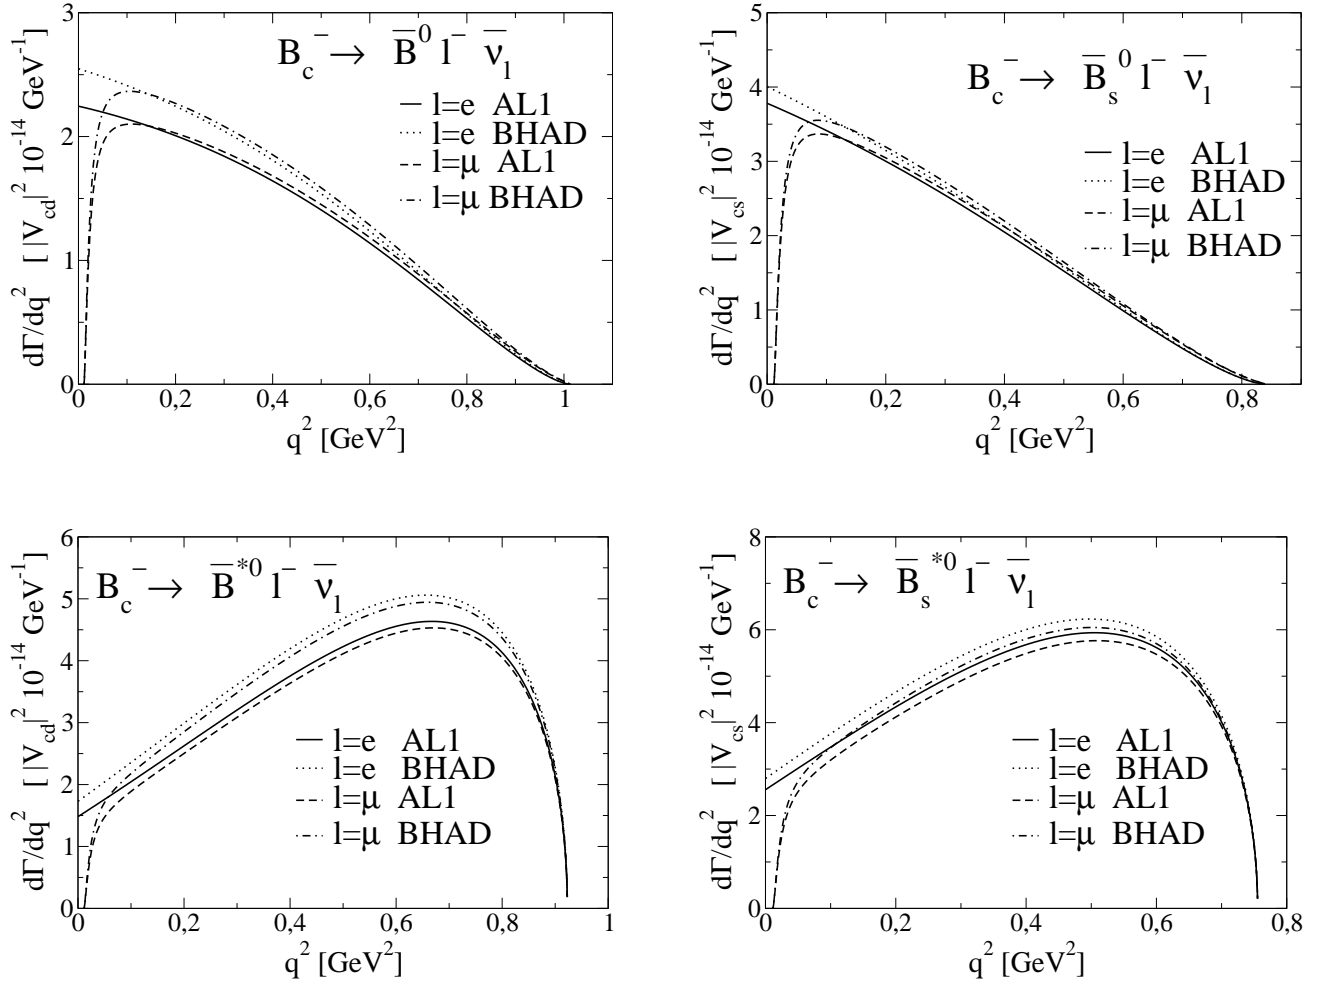 B_c^- → B̅^0 l^- ν̅_l
l=e AL1
l=e BHAD
l=μ AL1
l=μ BHAD
dΓ/dq^2 [ |V_cd|^2 10^-14 GeV^-1 ]
3
2
1
0
0 0,2 0,4 0,6 0,8 1
q^2 [GeV^2]
B_c^- → B̅_s^0 l^- ν̅_l
l=e AL1
l=e BHAD
l=μ AL1
l=μ BHAD
dΓ/dq^2 [ |V_cs|^2 10^-14 GeV^-1 ]
5
4
3
2
1
0
0 0,2 0,4 0,6 0,8
q^2 [GeV^2]
B_c^- → B̅^*0 l^- ν̅_l
l=e AL1
l=e BHAD
l=μ AL1
l=μ BHAD
dΓ/dq^2 [ |V_cd|^2 10^-14 GeV^-1 ]
6
5
4
3
2
1
0
0 0,2 0,4 0,6 0,8 1
q^2 [GeV^2]
B_c^- → B̅_s^*0 l^- ν̅_l
l=e AL1
l=e BHAD
l=μ AL1
l=μ BHAD
dΓ/dq^2 [ |V_cs|^2 10^-14 GeV^-1 ]
8
6
4
2
0
0 0,2 0,4 0,6 0,8
q^2 [GeV^2]